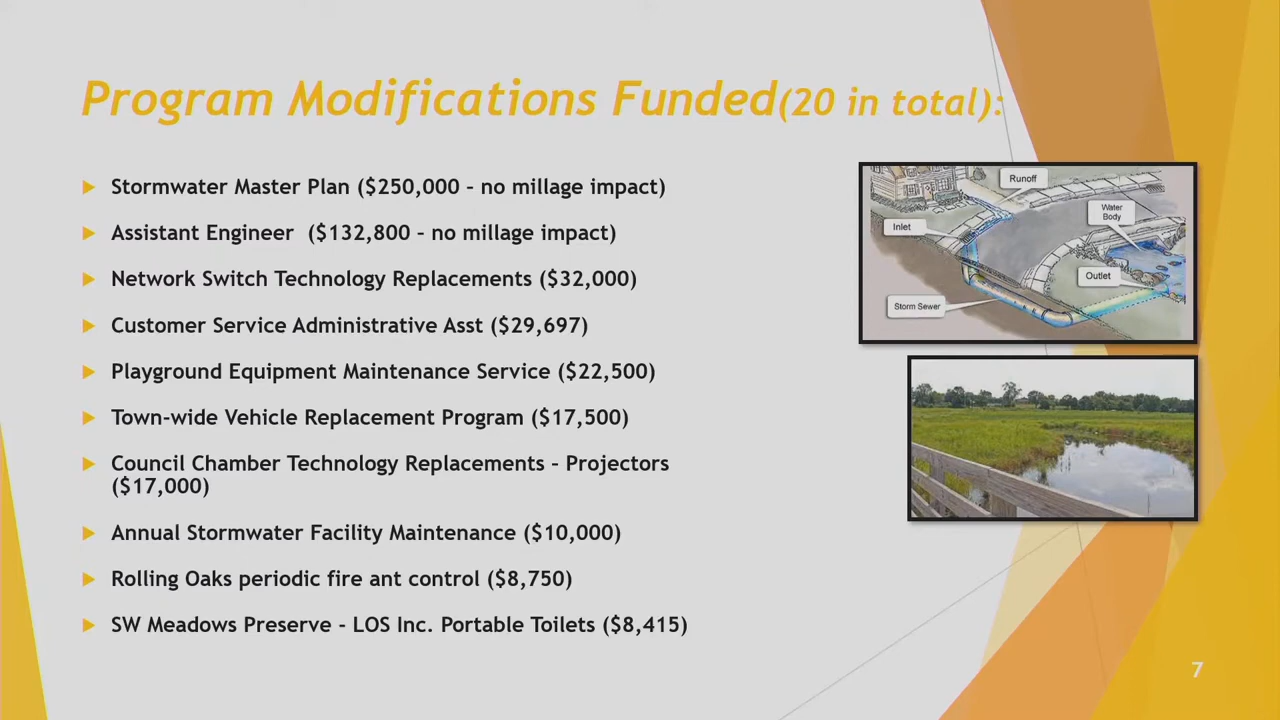 Program Modifications Funded(20 in total):
Stormwater Master Plan ($250,000 – no millage impact)
Assistant Engineer ($132,800 – no millage impact)
Network Switch Technology Replacements ($32,000)
Customer Service Administrative Asst ($29,697)
Playground Equipment Maintenance Service ($22,500)
Town-wide Vehicle Replacement Program ($17,500)
Council Chamber Technology Replacements – Projectors
($17,000)
Annual Stormwater Facility Maintenance ($10,000)
Rolling Oaks periodic fire ant control ($8,750)
SW Meadows Preserve - LOS Inc. Portable Toilets ($8,415)
Runoff
Water
Body
Inlet
Outlet
Storm Sewer
7